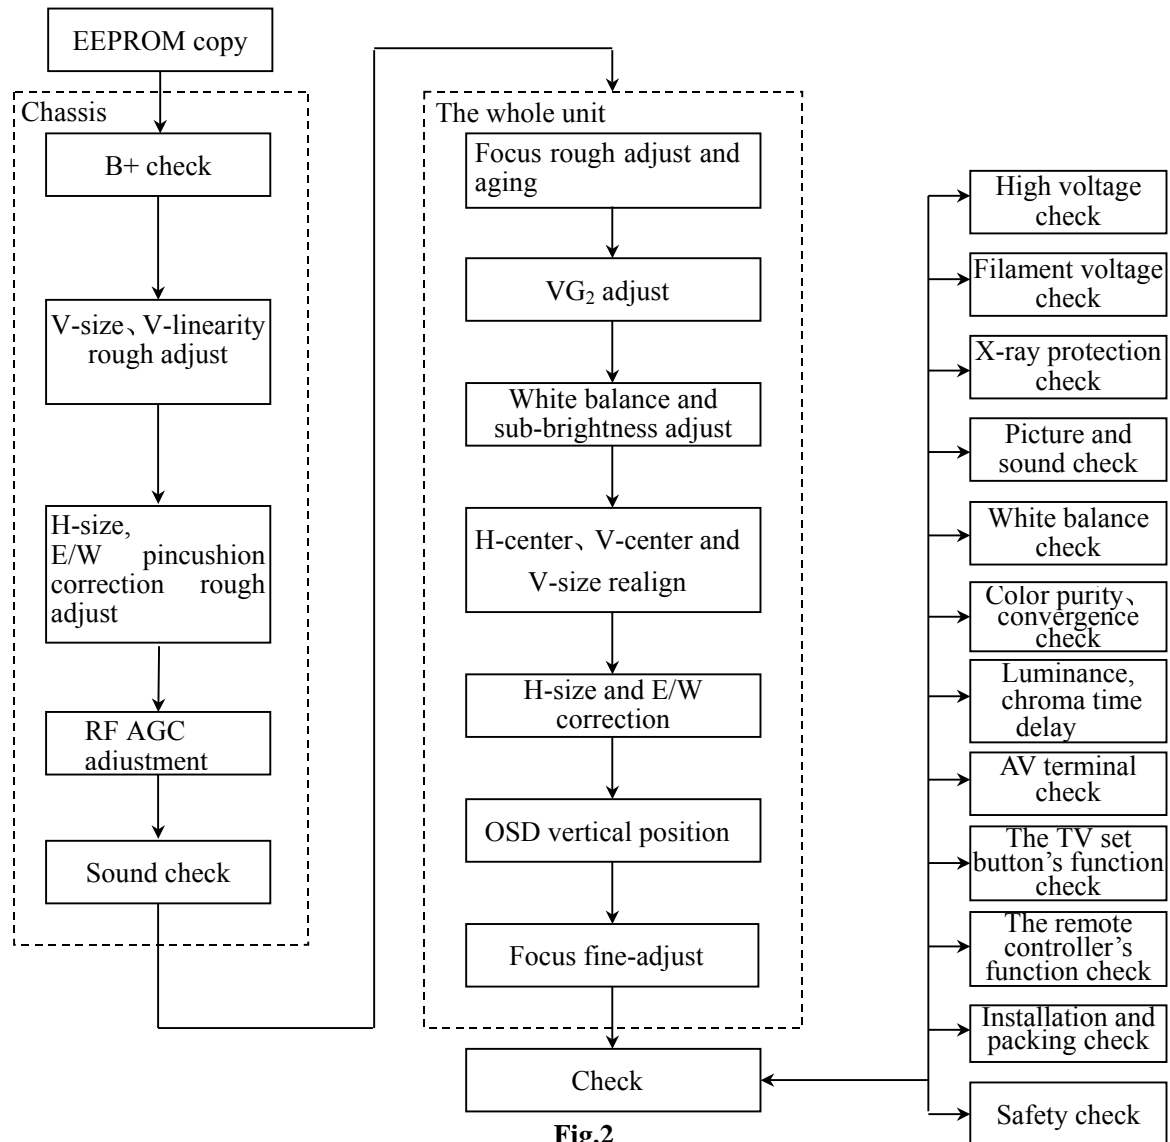 EEPROM copy
Chassis
B+ check
V-size、V-linearity
rough adjust
H-size,
E/W pincushion
correction rough
adjust
RF AGC
adjustment
Sound check
The whole unit
Focus rough adjust and
aging
VG2 adjust
White balance and
sub-brightness adjust
H-center、V-center and
V-size realign
H-size and E/W
correction
OSD vertical position
Focus fine-adjust
Check
High voltage
check
Filament voltage
check
X-ray protection
check
Picture and
sound check
White balance
check
Color purity、
convergence
check
Luminance,
chroma time
delay
AV terminal
check
The TV set
button’s function
check
The remote
controller’s
function check
Installation and
packing check
Safety check
Fig.2